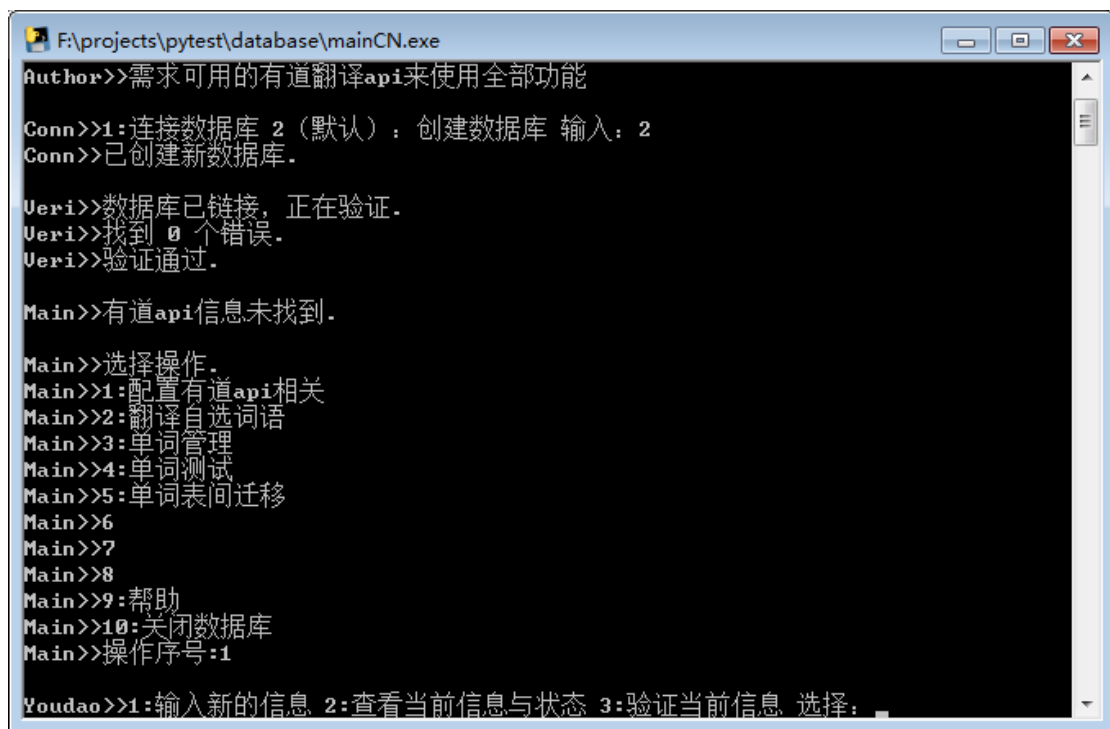 F:\projects\pytest\database\mainCN.exe
Author>>需求可用的有道翻译api来使用全部功能
Conn>>1:连接数据库 2（默认）：创建数据库 输入：2
Conn>>已创建新数据库.
Veri>>数据库已链接，正在验证.
Veri>>找到 0 个错误.
Veri>>验证通过.
Main>>有道api信息未找到.
Main>>选择操作.
Main>>1:配置有道api相关
Main>>2:翻译自选词语
Main>>3:单词管理
Main>>4:单词测试
Main>>5:单词表间迁移
Main>>6
Main>>7
Main>>8
Main>>9:帮助
Main>>10:关闭数据库
Main>>操作序号:1
Youdao>>1:输入新的信息 2:查看当前信息与状态 3:验证当前信息 选择：